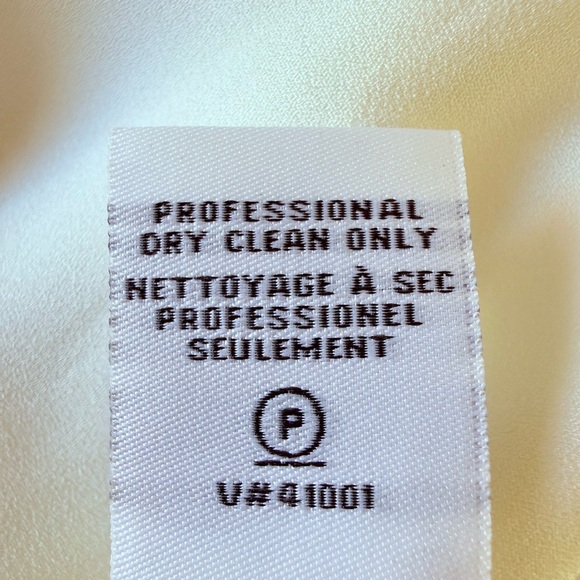 PROFESSIONAL
DRY CLEAN ONLY
NETTOYAGE À SEC
PROFESSIONEL
SEULEMENT
P
V#41001